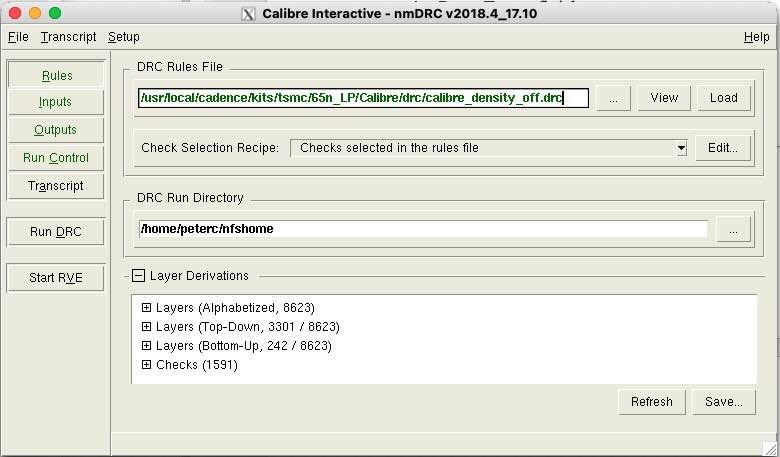 Calibre Interactive - nmDRC v2018.4_17.10
File Transcript Setup Help
Rules
Inputs
Outputs
Run Control
Transcript
Run DRC
Start RVE
DRC Rules File
/usr/local/cadence/kits/tsmc/65n_LP/Calibre/drc/calibre_density_off.drc
... View Load
Check Selection Recipe: Checks selected in the rules file Edit...
DRC Run Directory
/home/peterc/nfshome ...
Layer Derivations
Layers (Alphabetized, 8623)
Layers (Top-Down, 3301 / 8623)
Layers (Bottom-Up, 242 / 8623)
Checks (1591)
Refresh Save...